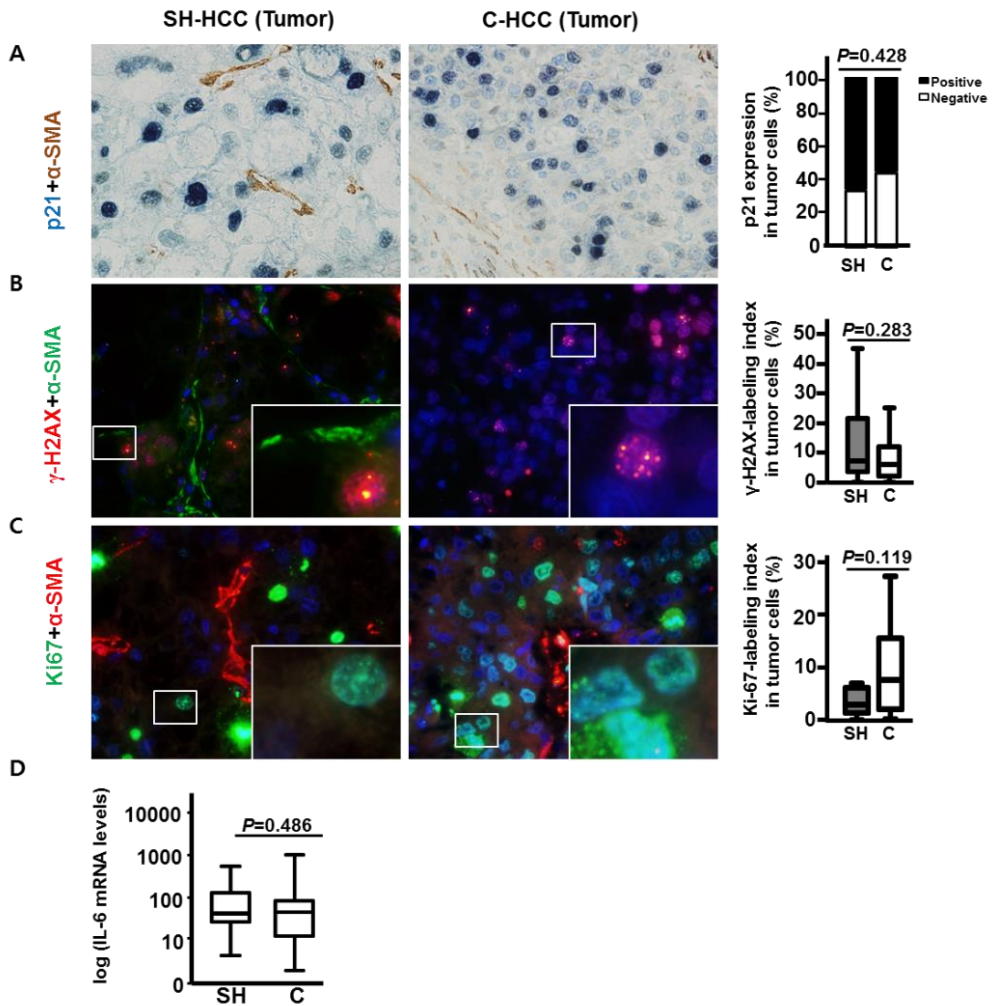 SH-HCC (Tumor)
C-HCC (Tumor)
A
p21+α-SMA
p21 expression
in tumor cells (%)
P=0.428
100
80
60
40
20
0
SH
C
Positive
Negative
B
γ-H2AX+α-SMA
γ-H2AX-labeling index
in tumor cells (%)
P=0.283
50
40
30
20
10
0
SH
C
C
Ki67+α-SMA
Ki-67-labeling index
in tumor cells (%)
P=0.119
30
20
10
0
SH
C
D
log (IL-6 mRNA levels)
P=0.486
10000
1000
100
10
0
SH
C